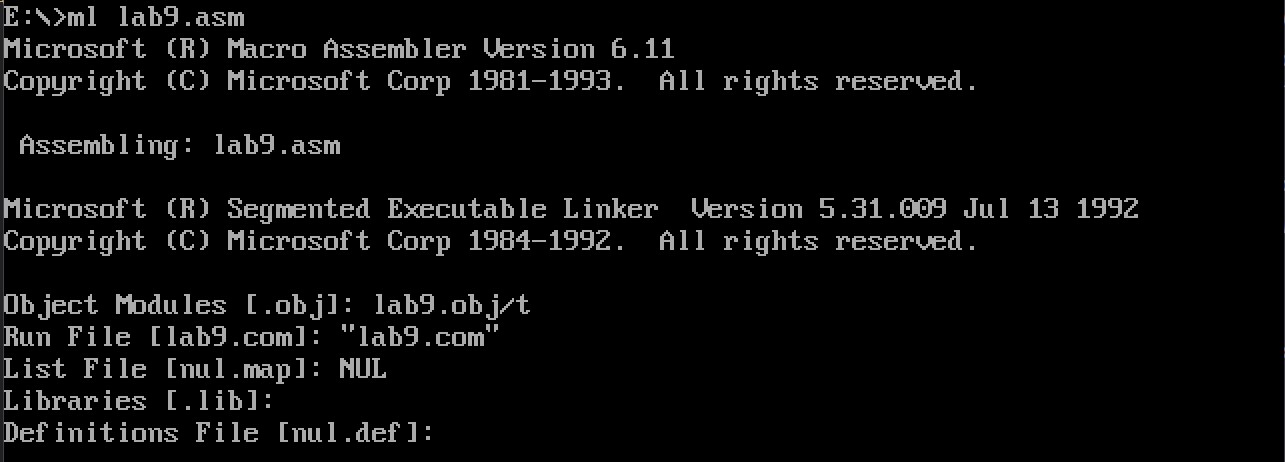 E:\>ml lab9.asm
Microsoft (R) Macro Assembler Version 6.11
Copyright (C) Microsoft Corp 1981-1993.  All rights reserved.
Assembling: lab9.asm
Microsoft (R) Segmented Executable Linker  Version 5.31.009 Jul 13 1992
Copyright (C) Microsoft Corp 1984-1992.  All rights reserved.
Object Modules [.obj]: lab9.obj/t
Run File [lab9.com]: "lab9.com"
List File [nul.map]: NUL
Libraries [.lib]:
Definitions File [nul.def]: